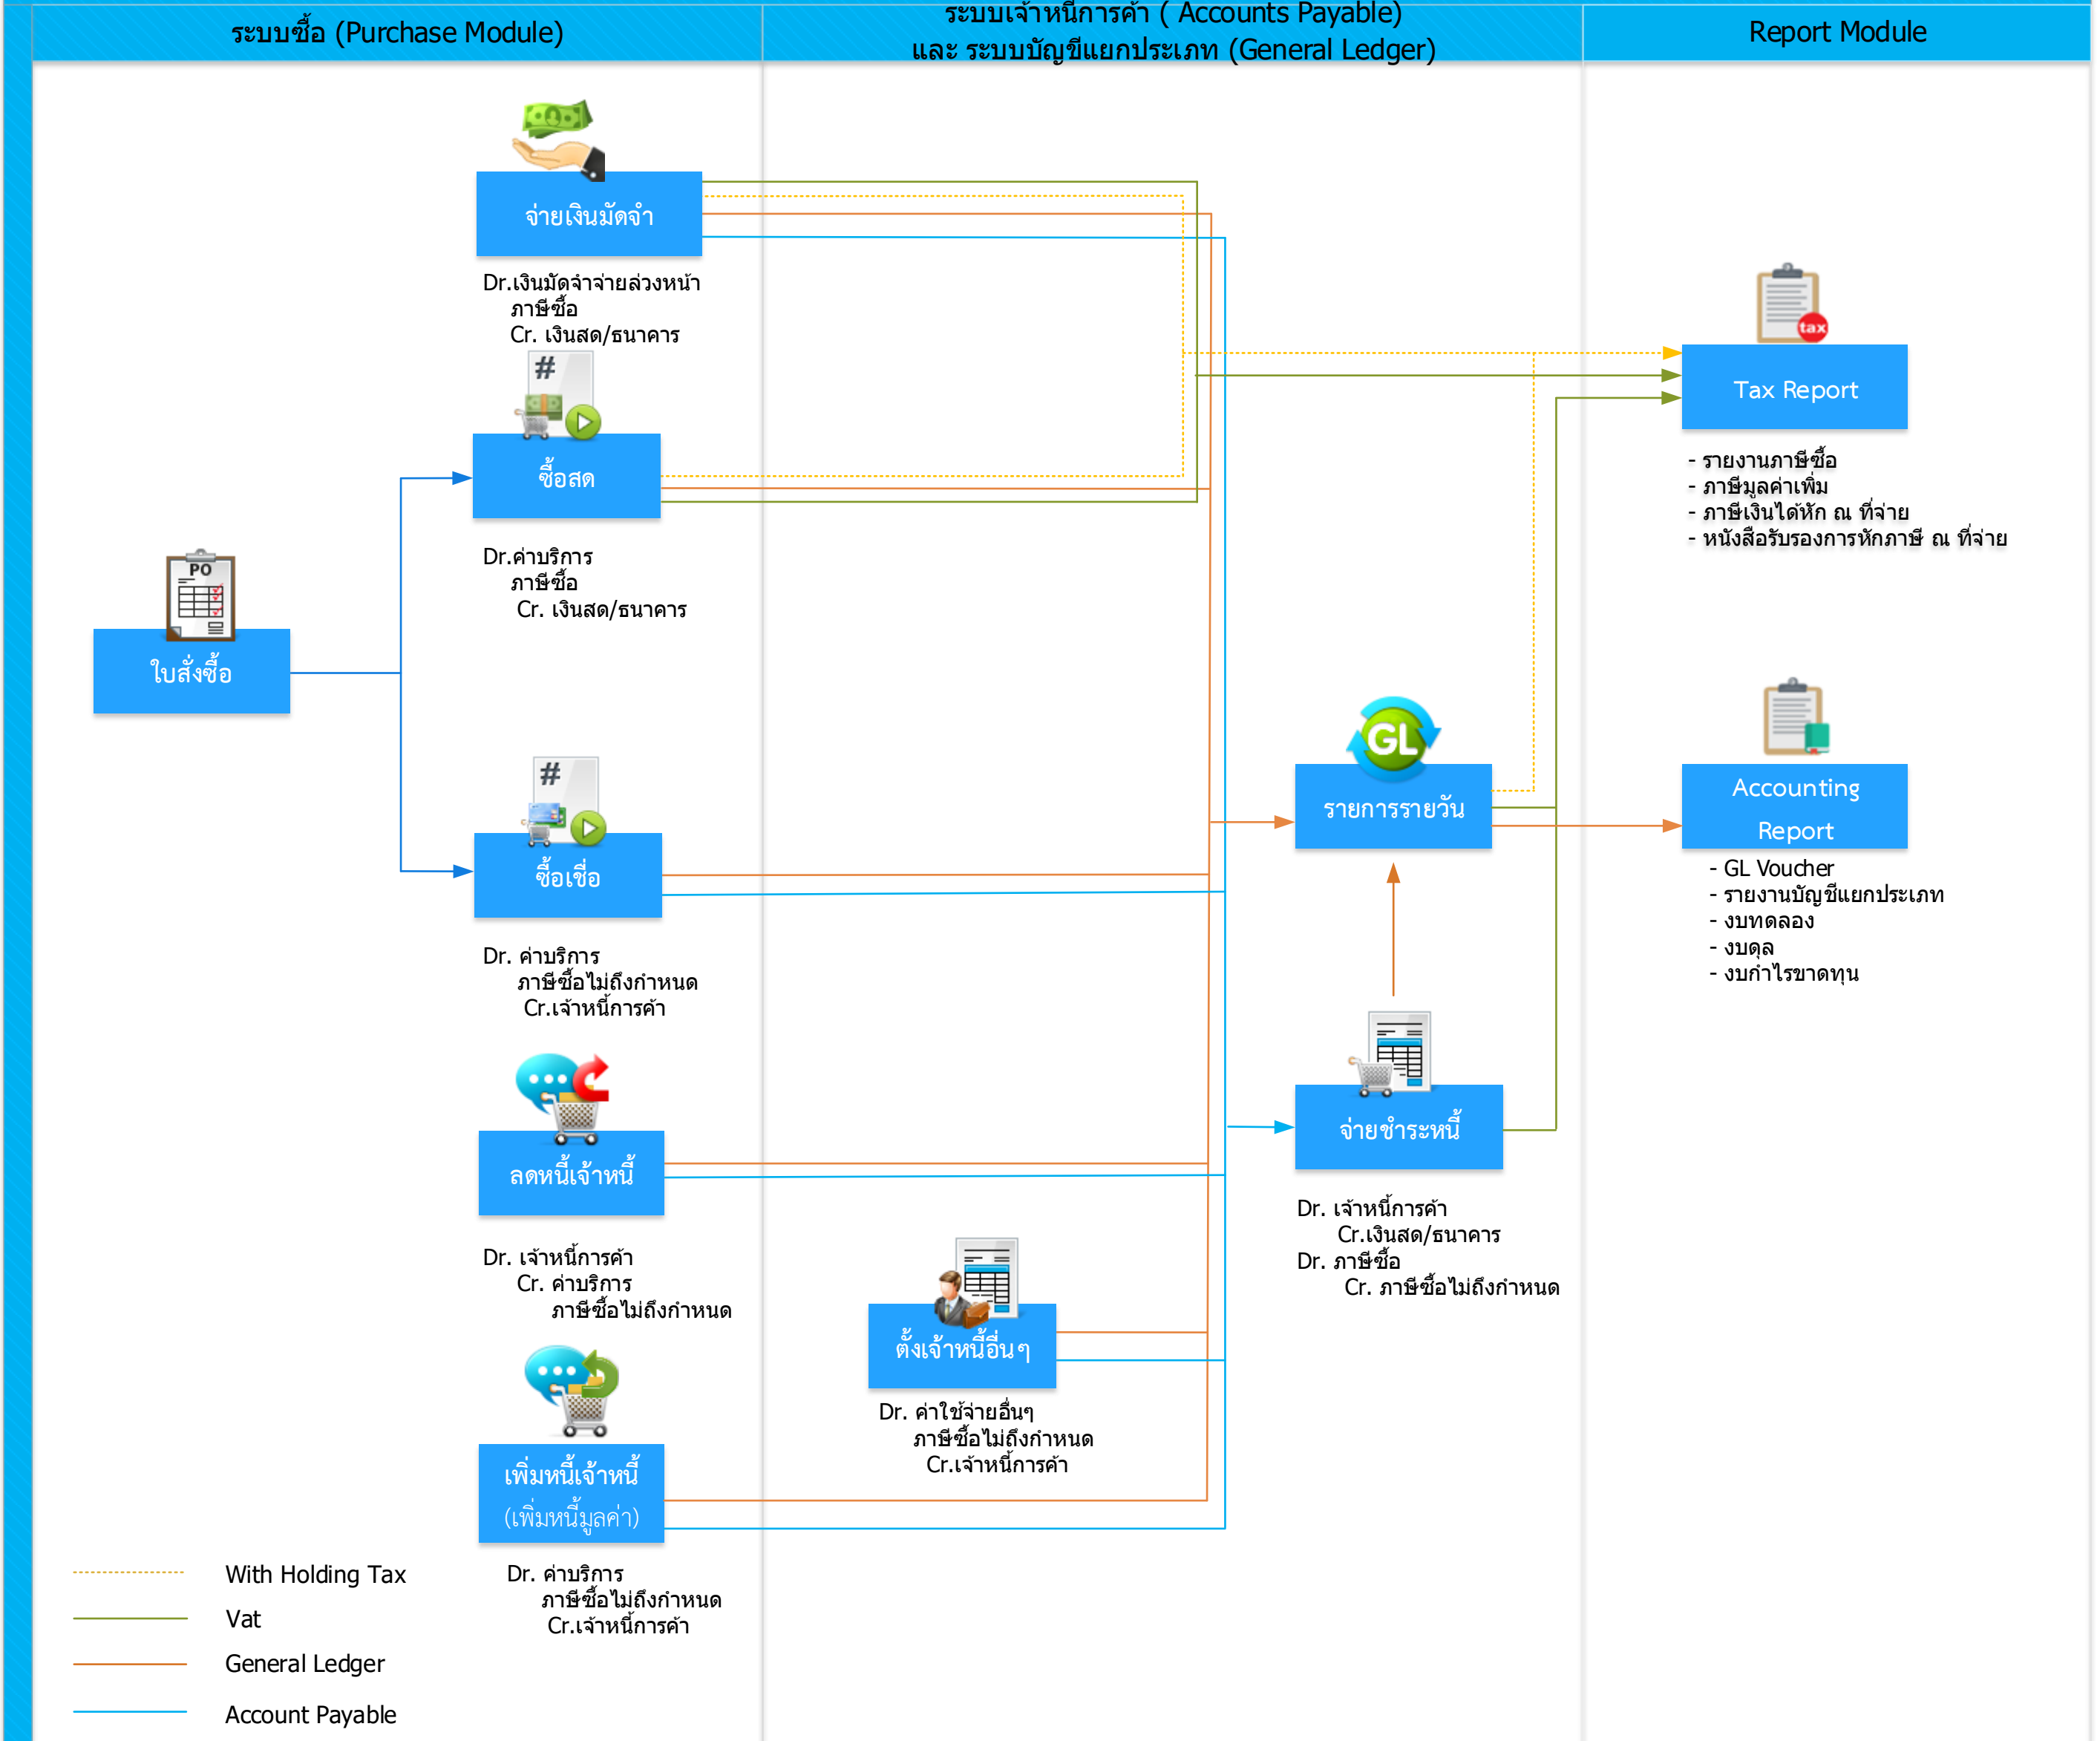 ระบบซื้อ (Purchase Module)
ระบบเจ้าหนี้การค้า ( Accounts Payable)
และ ระบบบัญชีแยกประเภท (General Ledger)
Report Module
จ่ายเงินมัดจำ
Dr.เงินมัดจำจ่ายล่วงหน้า
ภาษีซื้อ
Cr. เงินสด/ธนาคาร
#
ซื้อสด
Dr.ค่าบริการ
ภาษีซื้อ
Cr. เงินสด/ธนาคาร
PO
ใบสั่งซื้อ
#
ซื้อเชื่อ
Dr. ค่าบริการ
ภาษีซื้อไม่ถึงกำหนด
Cr.เจ้าหนี้การค้า
ลดหนี้เจ้าหนี้
Dr. เจ้าหนี้การค้า
Cr. ค่าบริการ
ภาษีซื้อไม่ถึงกำหนด
เพิ่มหนี้เจ้าหนี้
(เพิ่มหนี้มูลค่า)
Dr. ค่าบริการ
ภาษีซื้อไม่ถึงกำหนด
Cr.เจ้าหนี้การค้า
ตั้งเจ้าหนี้อื่นๆ
Dr. ค่าใช้จ่ายอื่นๆ
ภาษีซื้อไม่ถึงกำหนด
Cr.เจ้าหนี้การค้า
GL
รายการรายวัน
จ่ายชำระหนี้
Dr. เจ้าหนี้การค้า
Cr.เงินสด/ธนาคาร
Dr. ภาษีซื้อ
Cr. ภาษีซื้อไม่ถึงกำหนด
tax
Tax Report
- รายงานภาษีซื้อ
- ภาษีมูลค่าเพิ่ม
- ภาษีเงินได้หัก ณ ที่จ่าย
- หนังสือรับรองการหักภาษี ณ ที่จ่าย
Accounting
Report
- GL Voucher
- รายงานบัญชีแยกประเภท
- งบทดลอง
- งบดุล
- งบกำไรขาดทุน
With Holding Tax
Vat
General Ledger
Account Payable